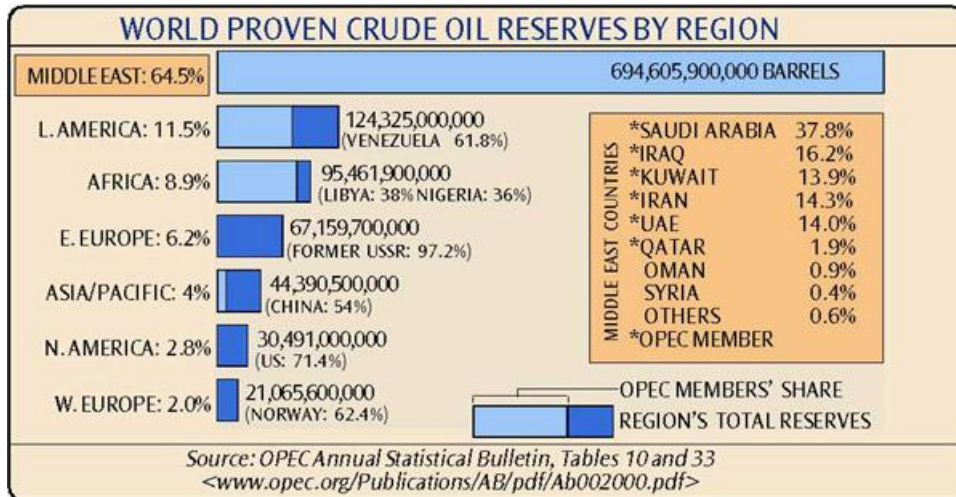 WORLD PROVEN CRUDE OIL RESERVES BY REGION
MIDDLE EAST: 64.5%
694,605,900,000 BARRELS
L. AMERICA: 11.5%
124,325,000,000
(VENEZUELA 61.8%)
AFRICA: 8.9%
95,461,900,000
(LIBYA: 38% NIGERIA: 36%)
E. EUROPE: 6.2%
67,159,700,000
(FORMER USSR: 97.2%)
ASIA/PACIFIC: 4%
44,390,500,000
(CHINA: 54%)
N. AMERICA: 2.8%
30,491,000,000
(US: 71.4%)
W. EUROPE: 2.0%
21,065,600,000
(NORWAY: 62.4%)
MIDDLE EAST COUNTRIES
*SAUDI ARABIA 37.8%
*IRAQ 16.2%
*KUWAIT 13.9%
*IRAN 14.3%
*UAE 14.0%
*QATAR 1.9%
OMAN 0.9%
SYRIA 0.4%
OTHERS 0.6%
*OPEC MEMBER
OPEC MEMBERS' SHARE
REGION'S TOTAL RESERVES
Source: OPEC Annual Statistical Bulletin, Tables 10 and 33
<www.opec.org/Publications/AB/pdf/Ab002000.pdf>